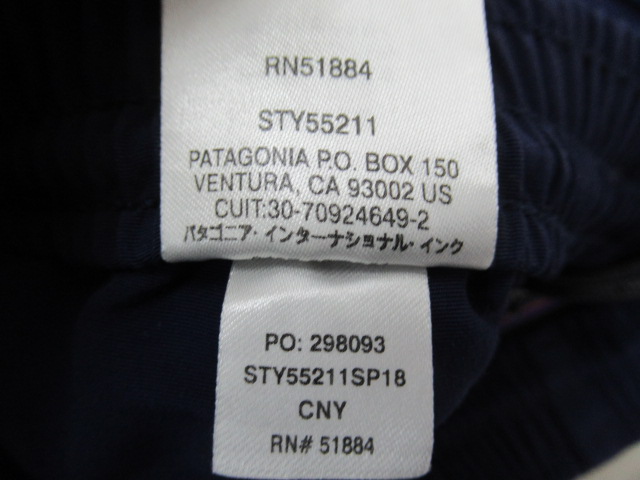 RN51884
STY55211
PATAGONIA P.O. BOX 150
VENTURA, CA 93002 US
CUIT:30-70924649-2
パタゴニア・インターナショナル・インク
PO: 298093
STY55211SP18
CNY
RN# 51884